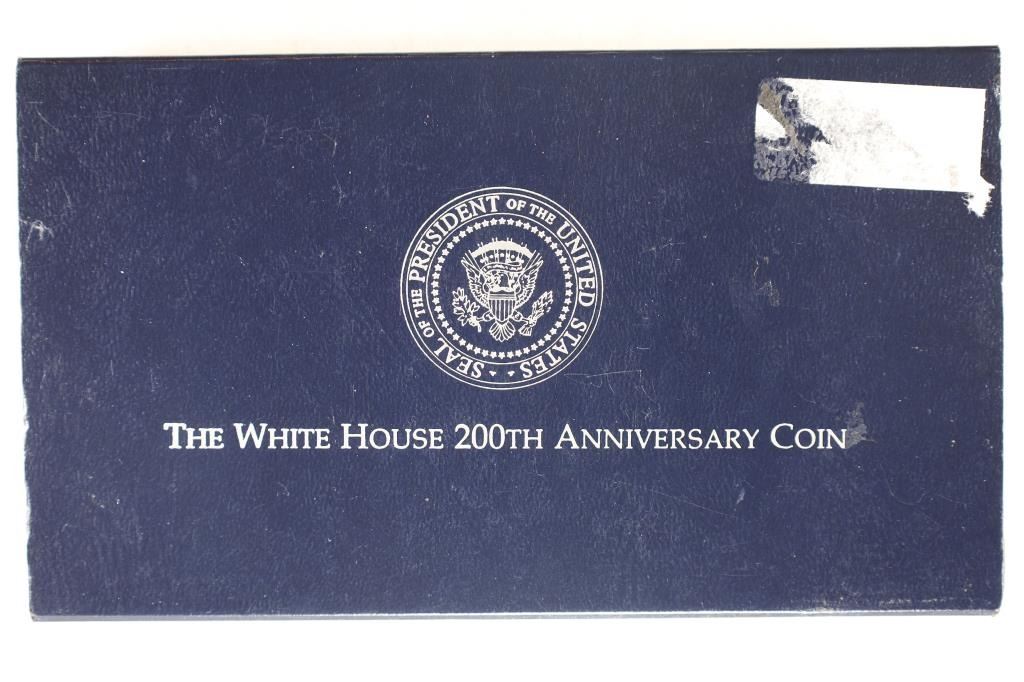 SEAL OF THE PRESIDENT OF THE UNITED STATES
THE WHITE HOUSE 200TH ANNIVERSARY COIN